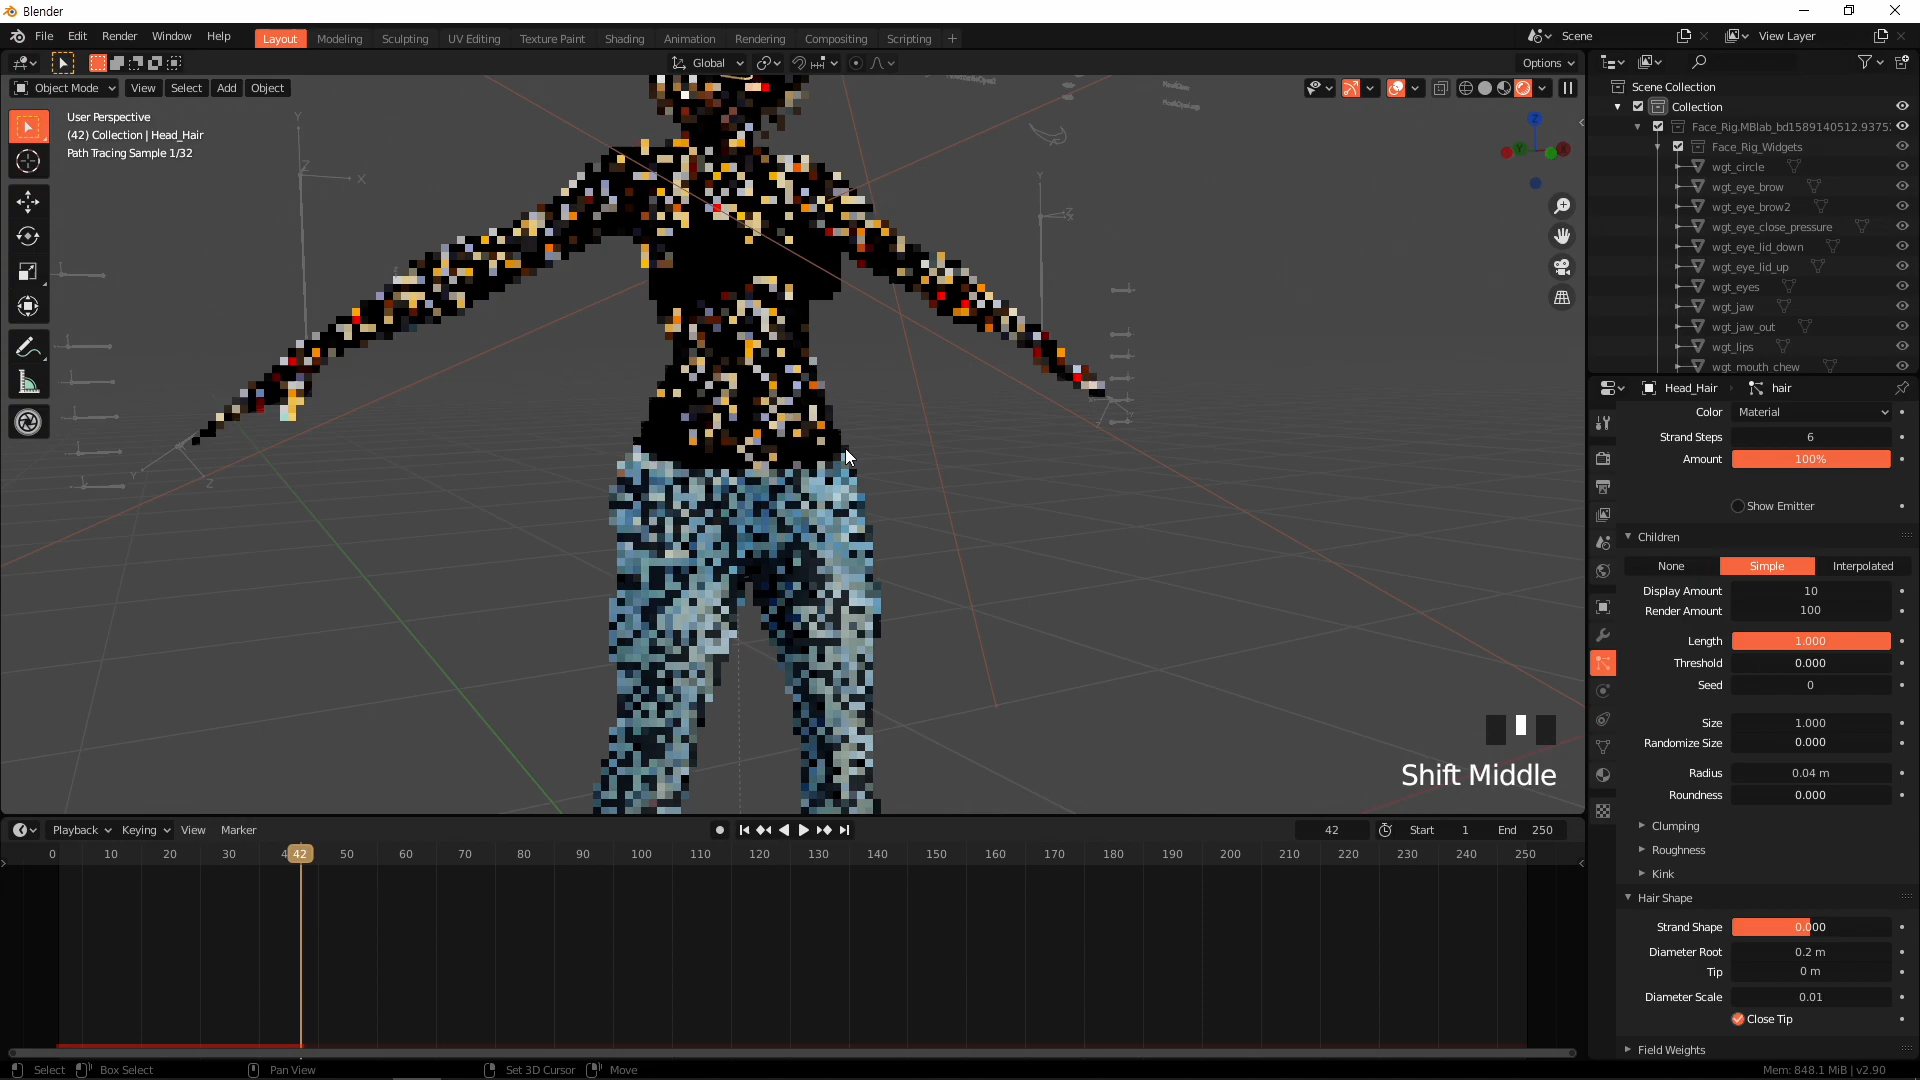 Blender
File Edit Render Window Help
Layout Modeling Sculpting UV Editing Texture Paint Shading Animation Rendering Compositing Scripting +
Scene
View Layer
Global
Options
Object Mode View Select Add Object
User Perspective
(42) Collection | Head_Hair
Path Tracing Sample 1/32
Scene Collection
Collection
Face_Rig.MBlab_bd1589140512.9375
Face_Rig_Widgets
wgt_circle
wgt_eye_brow
wgt_eye_brow2
wgt_eye_close_pressure
wgt_eye_lid_down
wgt_eye_lid_up
wgt_eyes
wgt_jaw
wgt_jaw_out
wgt_lips
wgt_mouth_chew
Head_Hair hair
Color Material
Strand Steps 6
Amount 100%
Show Emitter
Children
None Simple Interpolated
Display Amount 10
Render Amount 100
Length 1.000
Threshold 0.000
Seed 0
Size 1.000
Randomize Size 0.000
Radius 0.04 m
Roundness 0.000
Clumping
Roughness
Kink
Hair Shape
Strand Shape 0.000
Diameter Root 0.2 m
Tip 0 m
Diameter Scale 0.01
Close Tip
Field Weights
Shift Middle
Playback Keying View Marker
42 Start 1 End 250
0 10 20 30 42 50 60 70 80 90 100 110 120 130 140 150 160 170 180 190 200 210 220 230 240 250
Select Box Select Pan View Set 3D Cursor Move
Mem: 848.1 MiB | v2.90